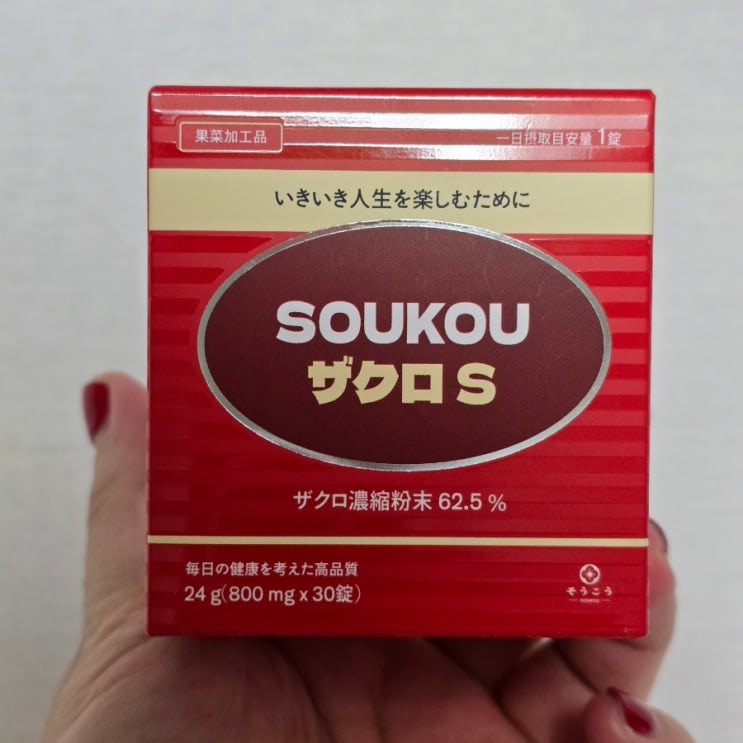 果菜加工品
一日摂取目安量 1錠
いきいき人生を楽しむために
SOUKOU
ザクロ S
ザクロ濃縮粉末 62.5 %
毎日の健康を考えた高品質
24 g(800 mg x 30錠)
そうこう
SOUKOU